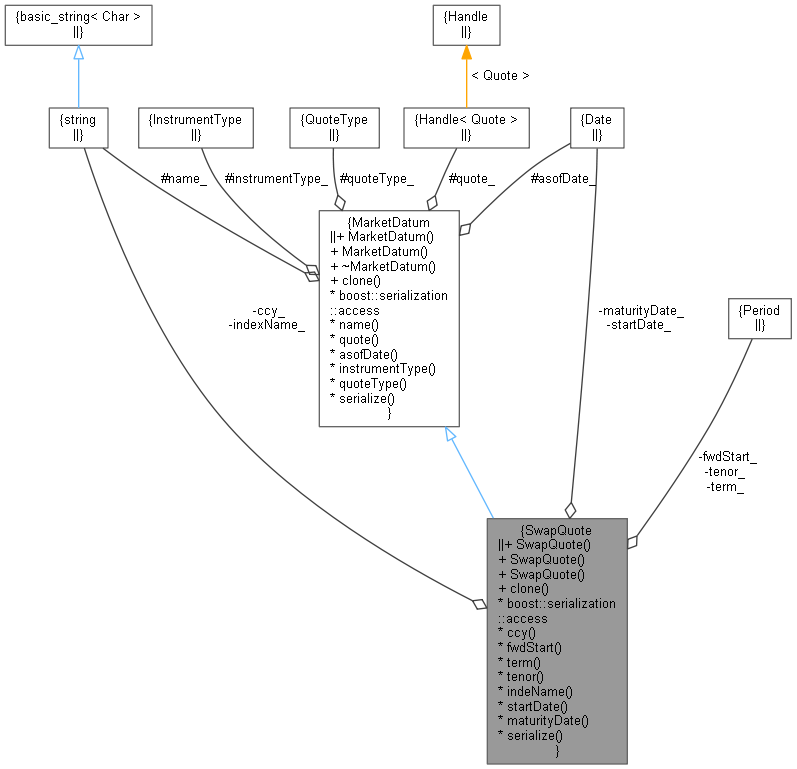 {basic_string< Char >
||}
{Handle
||}
< Quote >
{string
||}
{InstrumentType
||}
{QuoteType
||}
{Handle< Quote >
||}
{Date
||}
#name_
#instrumentType_
#quoteType_
#quote_
#asofDate_
{MarketDatum
||+ MarketDatum()
+ MarketDatum()
+ ~MarketDatum()
+ clone()
* boost::serialization
::access
* name()
* quote()
* asofDate()
* instrumentType()
* quoteType()
* serialize()
}
-ccy_
-indexName_
-maturityDate_
-startDate_
{Period
||}
-fwdStart_
-tenor_
-term_
{SwapQuote
||+ SwapQuote()
+ SwapQuote()
+ SwapQuote()
+ clone()
* boost::serialization
::access
* ccy()
* fwdStart()
* term()
* tenor()
* indeName()
* startDate()
* maturityDate()
* serialize()
}